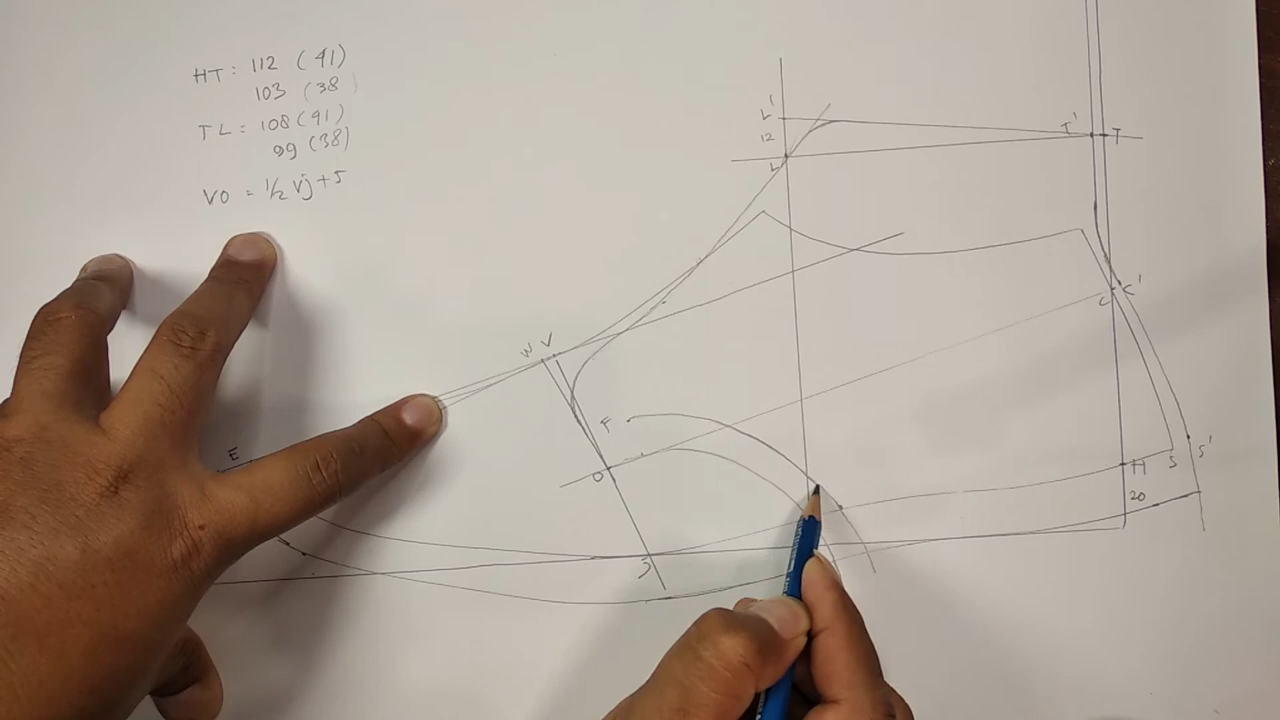 HT: 112 (41)
103 (38
TL = 108 (41)
99 (38)
VO = 1/2 Vj + 5
L'
12
L
T'
T
C
C'
W V
F
E
O
S
S'
H
20
J